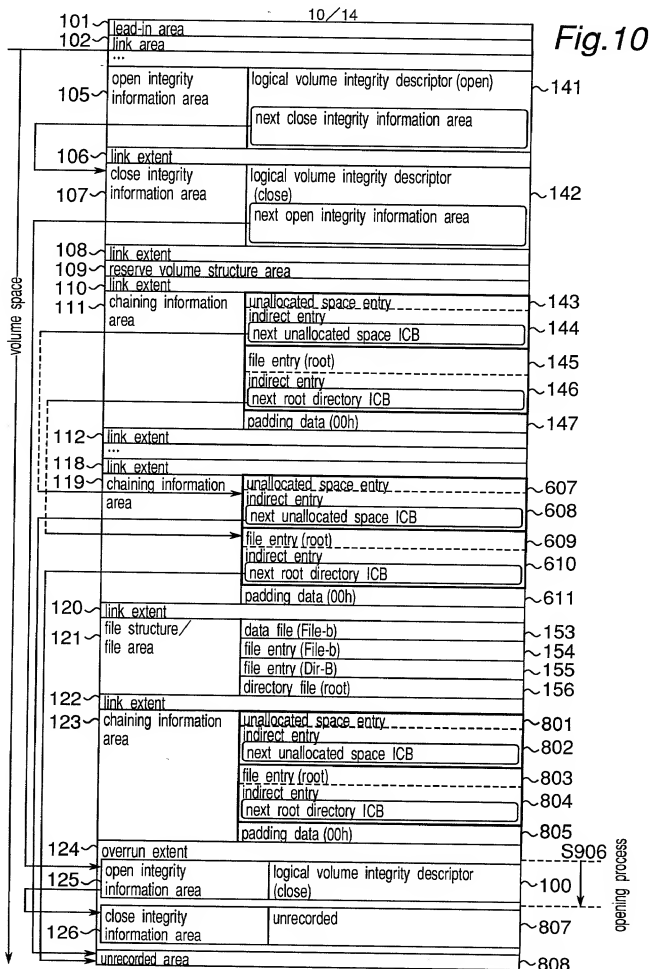 10/14
Fig.10
101 lead-in area
102 link area
...
105 open integrity information area
logical volume integrity descriptor (open) 141
next close integrity information area
106 link extent
107 close integrity information area
logical volume integrity descriptor (close) 142
next open integrity information area
108 link extent
109 reserve volume structure area
110 link extent
111 chaining information area
unallocated space entry 143
indirect entry 144
next unallocated space ICB
file entry (root) 145
indirect entry 146
next root directory ICB
padding data (00h) 147
112 link extent
...
118 link extent
119 chaining information area
unallocated space entry 607
indirect entry
next unallocated space ICB 608
file entry (root) 609
indirect entry 610
next root directory ICB
padding data (00h) 611
120 link extent
121 file structure/ file area
data file (File-b) 153
file entry (File-b) 154
file entry (Dir-B) 155
directory file (root) 156
122 link extent
123 chaining information area
unallocated space entry 801
indirect entry 802
next unallocated space ICB
file entry (root) 803
indirect entry 804
next root directory ICB
padding data (00h) 805
124 overrun extent
S906
125 open integrity information area
logical volume integrity descriptor (close) 100
126 close integrity information area
unrecorded 807
unrecorded area 808
volume space
opening process